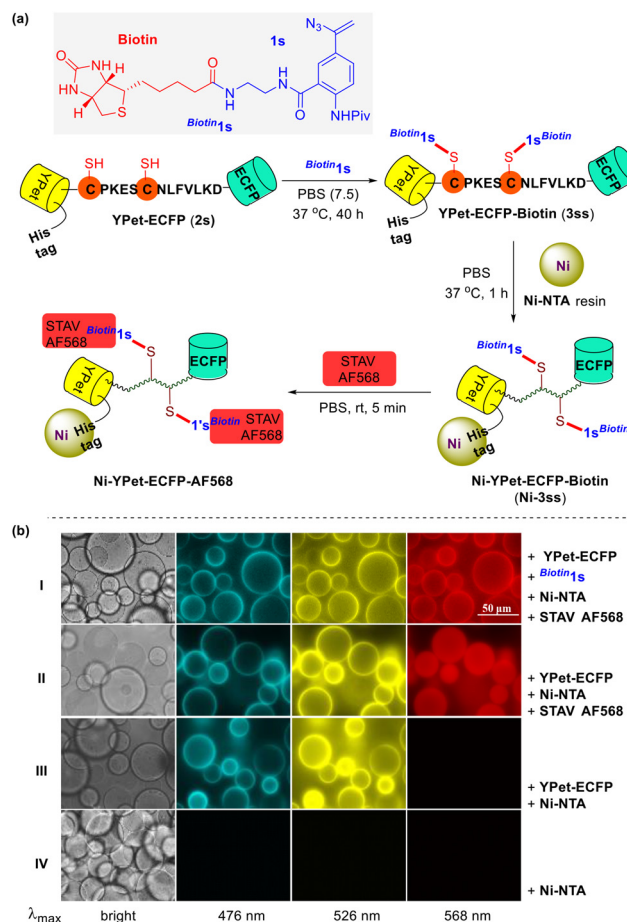 (a)
N₃
Biotin
1s
O
HN
NH
H
H
S
O
N
H
H
N
O
NHPiv
Biotin1s
SH
SH
YPet
C PKES C NLFVLKD
ECFP
His
tag
YPet-ECFP (2s)
Biotin1s
PBS (7.5)
37 °C, 40 h
Biotin1s
1sBiotin
S
S
YPet
C PKES C NLFVLKD
ECFP
His
tag
YPet-ECFP-Biotin (3ss)
PBS
37 °C, 1 h
Ni
Ni-NTA resin
Biotin1s
S
ECFP
YPet
S
1sBiotin
Ni
His
tag
Ni-YPet-ECFP-Biotin
(Ni-3ss)
STAV
AF568
PBS, rt, 5 min
STAV
AF568
Biotin1s
S
ECFP
YPet
S
1'sBiotin
STAV
AF568
Ni
His
tag
Ni-YPet-ECFP-AF568
(b)
I
50 µm
+ YPet-ECFP
+ Biotin1s
+ Ni-NTA
+ STAV AF568
II
+ YPet-ECFP
+ Ni-NTA
+ STAV AF568
III
+ YPet-ECFP
+ Ni-NTA
IV
+ Ni-NTA
λmax bright 476 nm 526 nm 568 nm